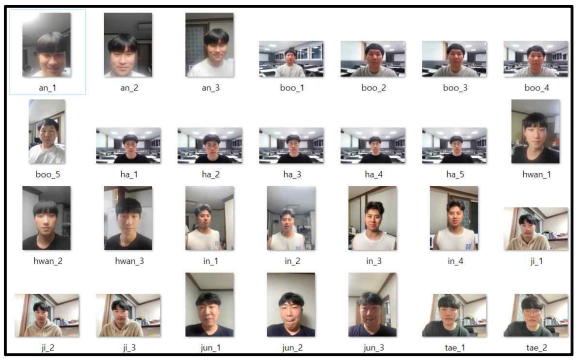 an_1 an_2 an_3 boo_1 boo_2 boo_3 boo_4
boo_5 ha_1 ha_2 ha_3 ha_4 ha_5 hwan_1
hwan_2 hwan_3 in_1 in_2 in_3 in_4 ji_1
ji_2 ji_3 jun_1 jun_2 jun_3 tae_1 tae_2